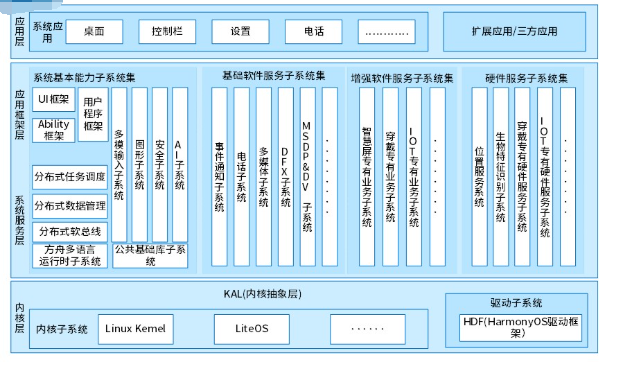 应用层
系统应用
桌面
控制栏
设置
电话
…………
扩展应用/三方应用
应用框架层
系统服务层
系统基本能力子系统集
UI框架
Ability
框架
用户
程序
框架
多模输入子系统
图形子系统
安全子系统
AI子系统
分布式任务调度
分布式数据管理
分布式软总线
方舟多语言
运行时子系统
公共基础库子系
统
基础软件服务子系统集
事件通知子系统
电话子系统
多媒体子系统
DFX子系统
MSDP&DV 子系统
.......
增强软件服务子系统集
智慧屏专有业务子系统
穿戴专有业务子系统
IOT专有业务子系统
.......
硬件服务子系统集
位置服务系统
生物特征识别子系统
穿戴专有硬件服务子系统
IOT专有硬件服务子系统
.......
内核层
KAL(内核抽象层)
内核子系统
Linux Kernel
LiteOS
······
驱动子系统
HDF(HarmonyOS驱动框
架）